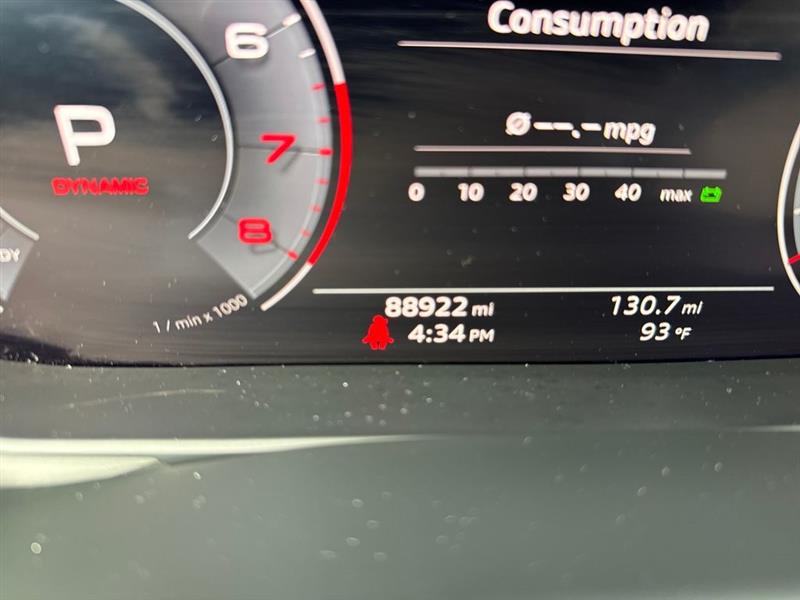 Consumption
6
P
7
DYNAMIC
8
DY
1 / min x 1000
Ø--.-mpg
0 10 20 30 40 max
88922 mi 130.7 mi
4:34 PM 93 °F